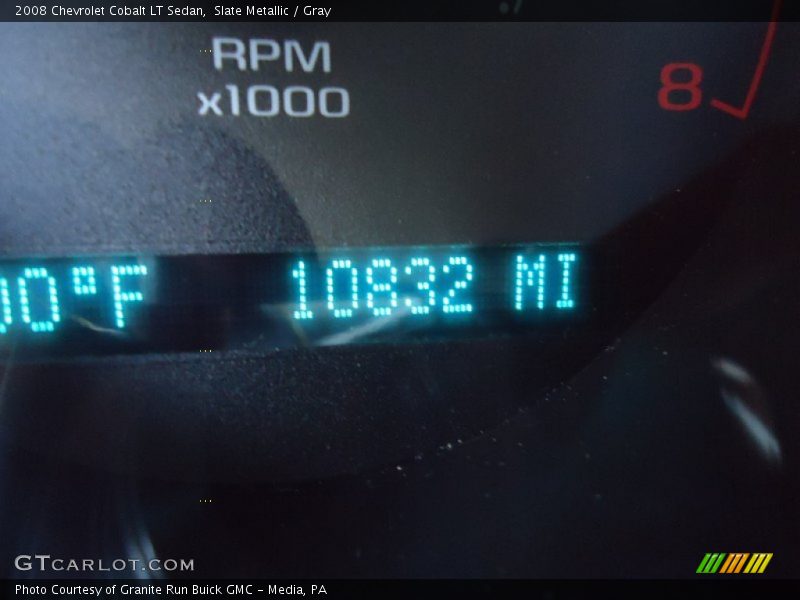 2008 Chevrolet Cobalt LT Sedan, Slate Metallic / Gray
RPM
x1000
8
0°F 10832 MI
GTCARLOT.COM
Photo Courtesy of Granite Run Buick GMC - Media, PA